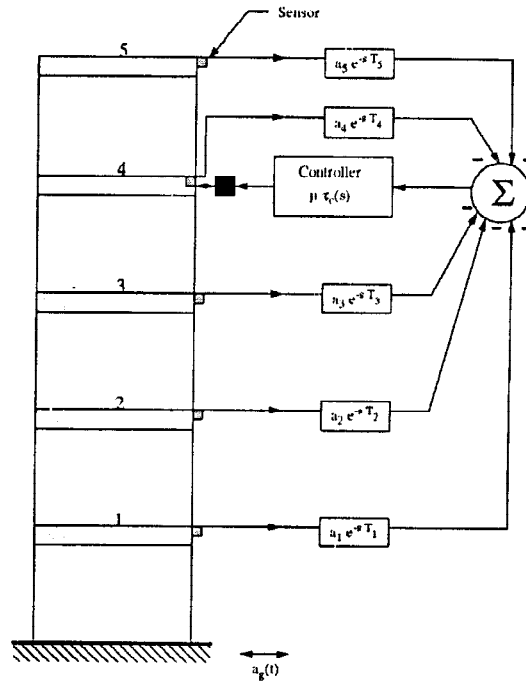 Sensor
5
a5 e-s T5
a4 e-s T4
4
Controller
μ τc(s)
Σ
3
a3 e-s T3
2
a2 e-s T2
1
a1 e-s T1
ag(t)